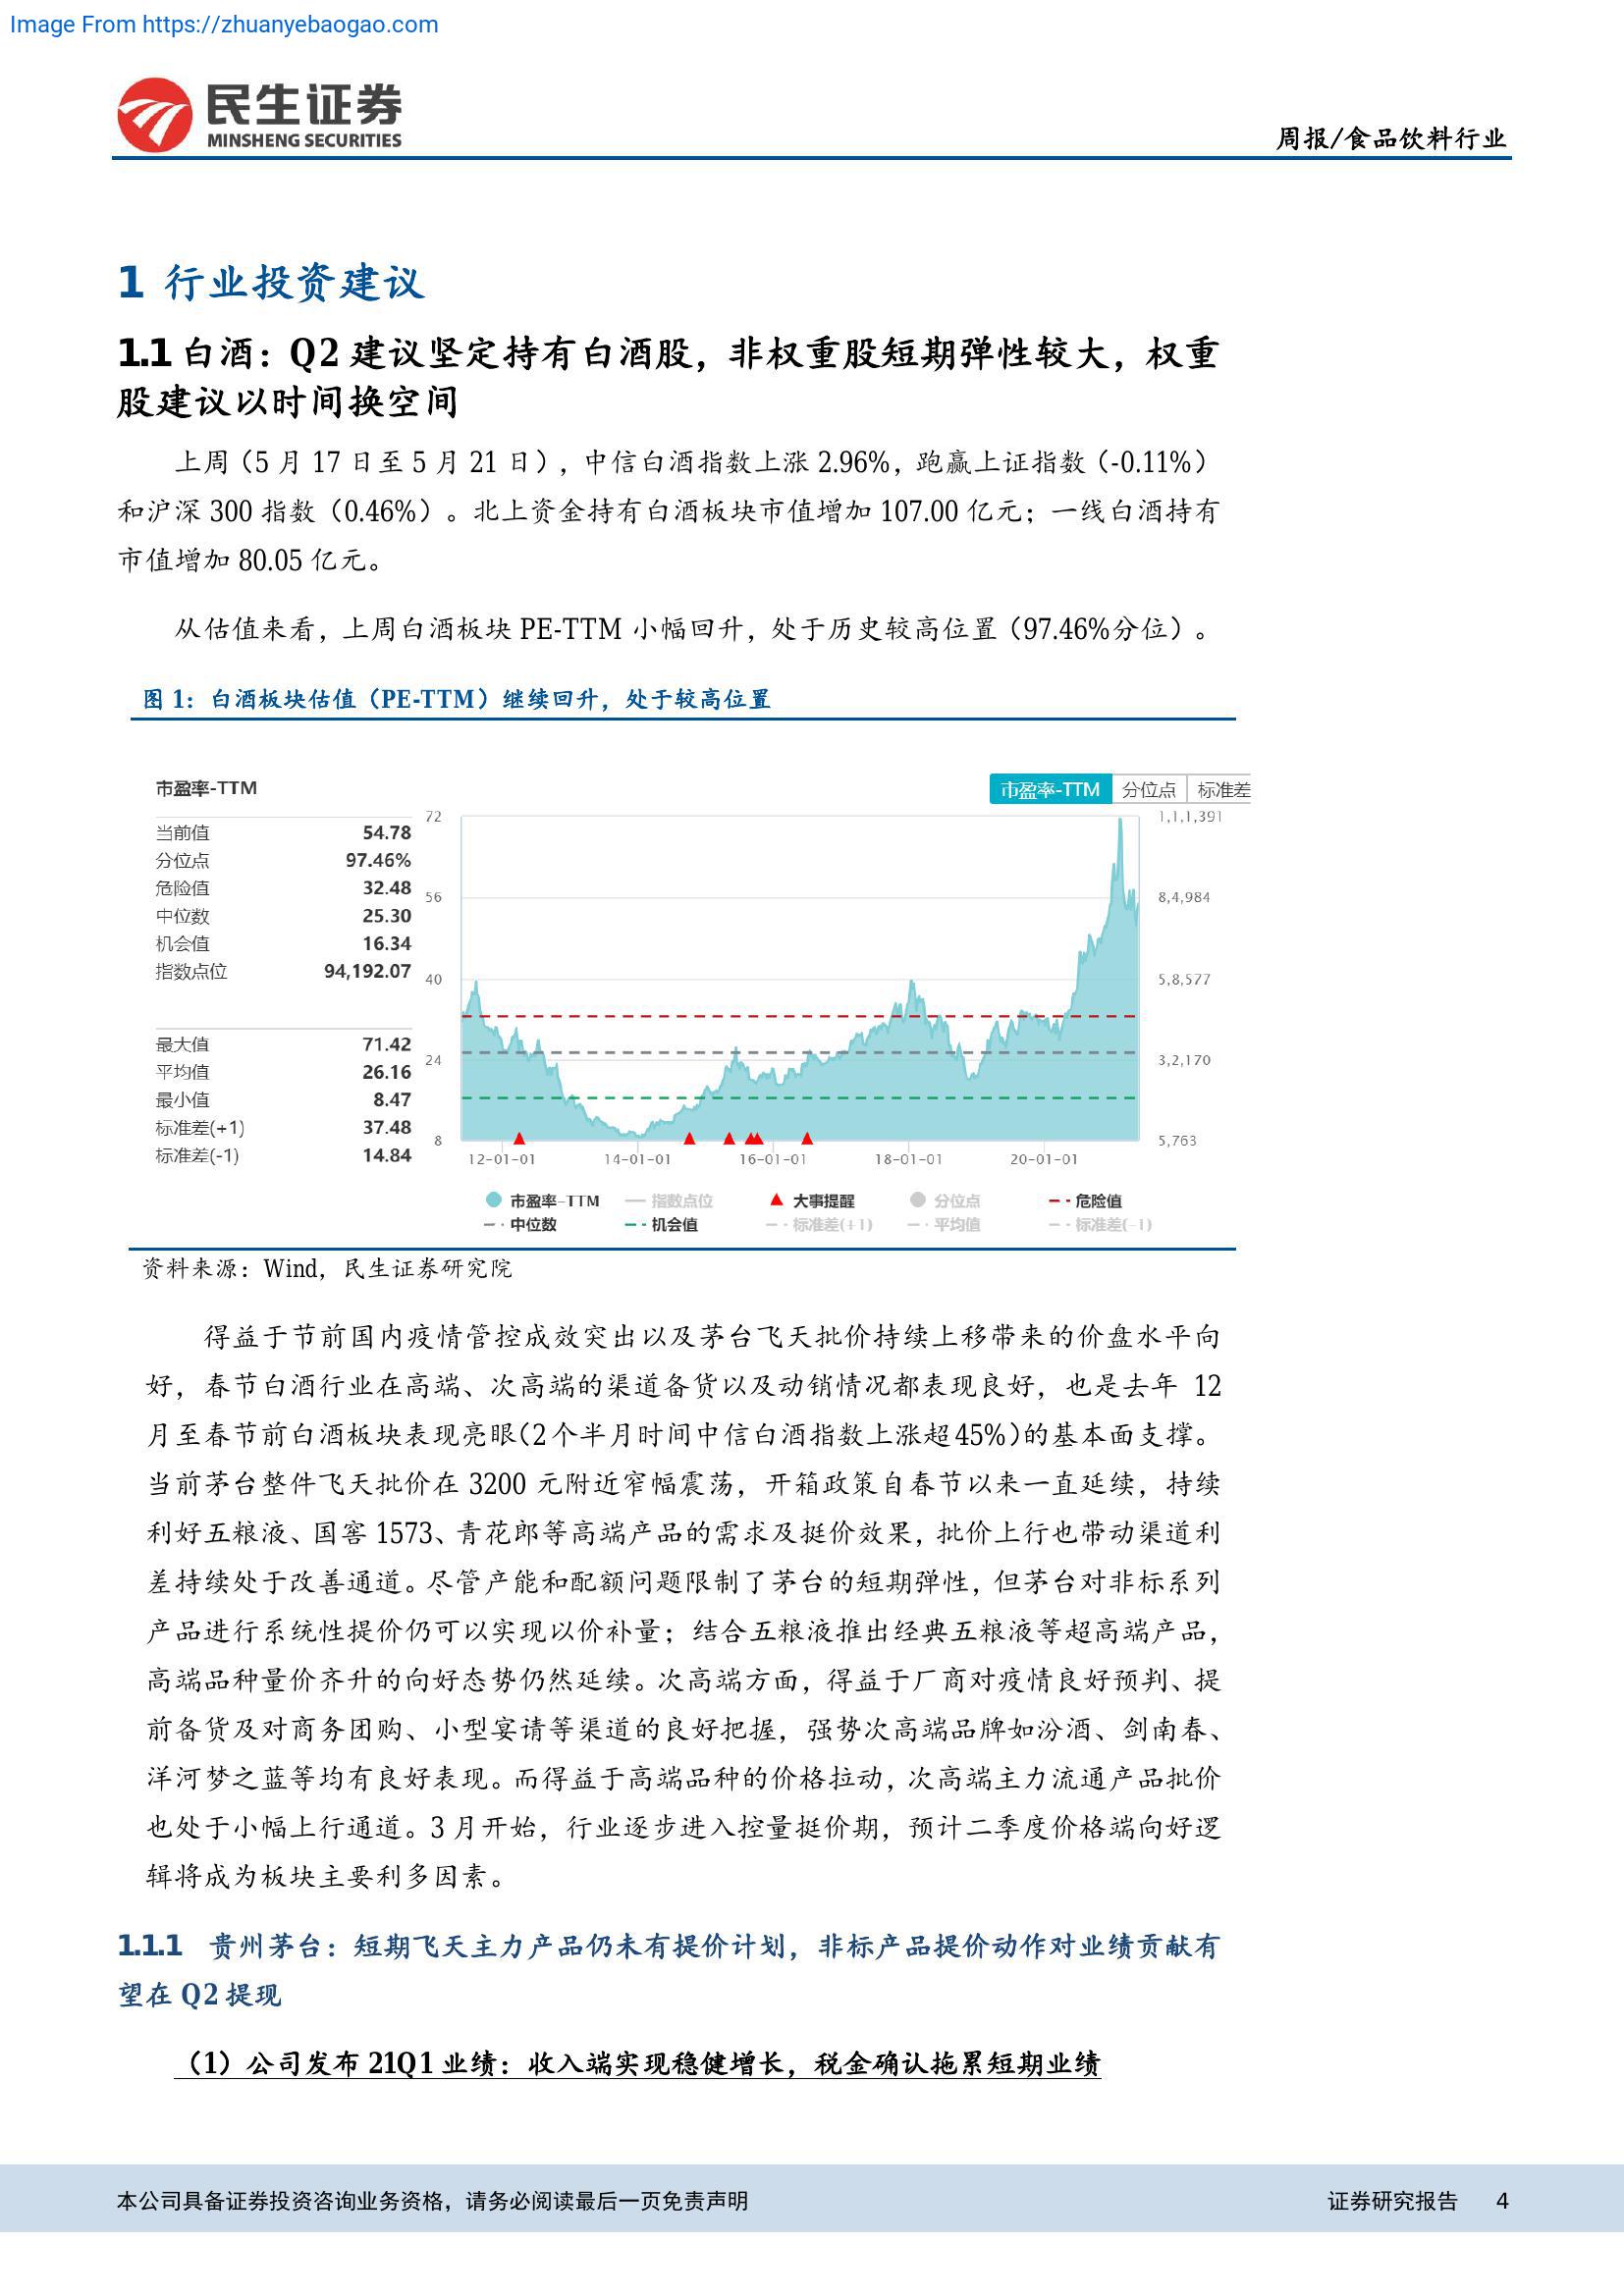 Image From https://zhuanyebaogao.com
民生证券
MINSHENG SECURITIES
周报/食品饮料行业
1 行业投资建议
1.1 白酒：Q2 建议坚定持有白酒股，非权重股短期弹性较大，权重
股建议以时间换空间
上周（5 月 17 日至 5 月 21 日），中信白酒指数上涨 2.96%，跑赢上证指数（-0.11%）
和沪深 300 指数（0.46%）。北上资金持有白酒板块市值增加 107.00 亿元；一线白酒持有
市值增加 80.05 亿元。
从估值来看，上周白酒板块 PE-TTM 小幅回升，处于历史较高位置（97.46%分位）。
图 1：白酒板块估值（PE-TTM）继续回升，处于较高位置
市盈率-TTM
市盈率-TTM 分位点 标准差
当前值 54.78
分位点 97.46%
危险值 32.48
中位数 25.30
机会值 16.34
指数点位 94,192.07
最大值 71.42
平均值 26.16
最小值 8.47
标准差(+1) 37.48
标准差(-1) 14.84
72
56
40
24
8
1,1,1,391
8,4,984
5,8,577
3,2,170
5,763
12-01-01 14-01-01 16-01-01 18-01-01 20-01-01
市盈率-TTM 指数点位 大事提醒 分位点 危险值
中位数 机会值 标准差(+1) 平均值 标准差(-1)
资料来源：Wind，民生证券研究院
得益于节前国内疫情管控成效突出以及茅台飞天批价持续上移带来的价盘水平向
好，春节白酒行业在高端、次高端的渠道备货以及动销情况都表现良好，也是去年 12
月至春节前白酒板块表现亮眼（2 个半月时间中信白酒指数上涨超 45%）的基本面支撑。
当前茅台整件飞天批价在 3200 元附近窄幅震荡，开箱政策自春节以来一直延续，持续
利好五粮液、国窖 1573、青花郎等高端产品的需求及挺价效果，批价上行也带动渠道利
差持续处于改善通道。尽管产能和配额问题限制了茅台的短期弹性，但茅台对非标系列
产品进行系统性提价仍可以实现以价补量；结合五粮液推出经典五粮液等超高端产品，
高端品种量价齐升的向好态势仍然延续。次高端方面，得益于厂商对疫情良好预判、提
前备货及对商务团购、小型宴请等渠道的良好把握，强势次高端品牌如汾酒、剑南春、
洋河梦之蓝等均有良好表现。而得益于高端品种的价格拉动，次高端主力流通产品批价
也处于小幅上行通道。3 月开始，行业逐步进入控量挺价期，预计二季度价格端向好逻
辑将成为板块主要利多因素。
1.1.1 贵州茅台：短期飞天主力产品仍未有提价计划，非标产品提价动作对业绩贡献有
望在 Q2 提现
（1）公司发布 21Q1 业绩：收入端实现稳健增长，税金确认拖累短期业绩
本公司具备证券投资咨询业务资格，请务必阅读最后一页免责声明
证券研究报告 4